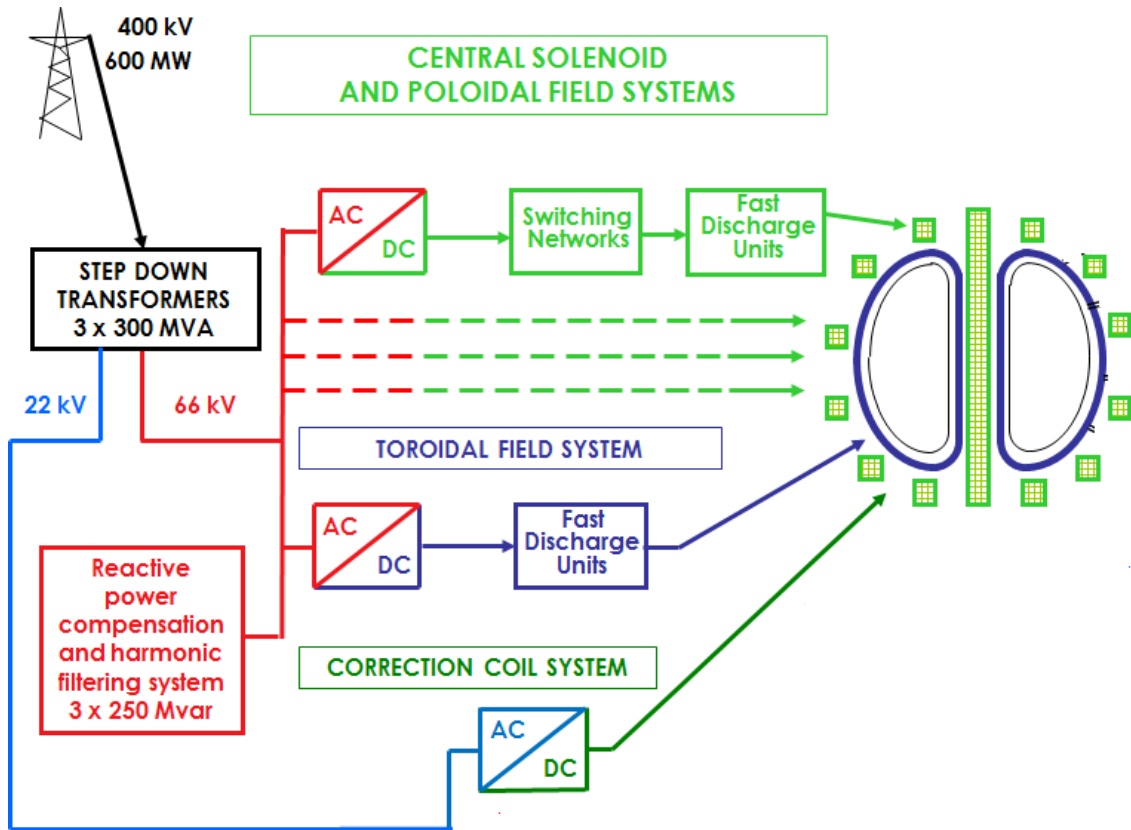 400 kV
600 MW
CENTRAL SOLENOID
AND POLOIDAL FIELD SYSTEMS
AC
DC
Switching
Networks
Fast
Discharge
Units
STEP DOWN
TRANSFORMERS
3 x 300 MVA
22 kV
66 kV
TOROIDAL FIELD SYSTEM
AC
DC
Fast
Discharge
Units
Reactive
power
compensation
and harmonic
filtering system
3 x 250 Mvar
CORRECTION COIL SYSTEM
AC
DC